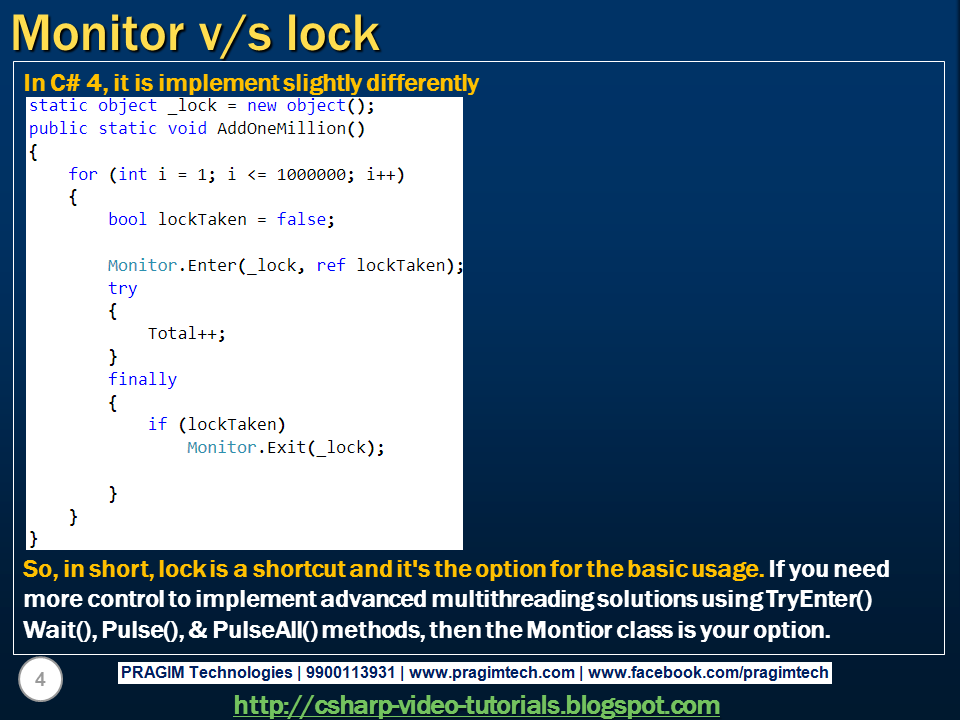 Monitor v/s lock
In C# 4, it is implement slightly differently
static object _lock = new object();
public static void AddOneMillion()
{
for (int i = 1; i <= 1000000; i++)
{
bool lockTaken = false;
Monitor.Enter(_lock, ref lockTaken);
try
{
Total++;
}
finally
{
if (lockTaken)
Monitor.Exit(_lock);
}
}
}
So, in short, lock is a shortcut and it's the option for the basic usage. If you need
more control to implement advanced multithreading solutions using TryEnter()
Wait(), Pulse(), & PulseAll() methods, then the Montior class is your option.
4
PRAGIM Technologies | 9900113931 | www.pragimtech.com | www.facebook.com/pragimtech
http://csharp-video-tutorials.blogspot.com